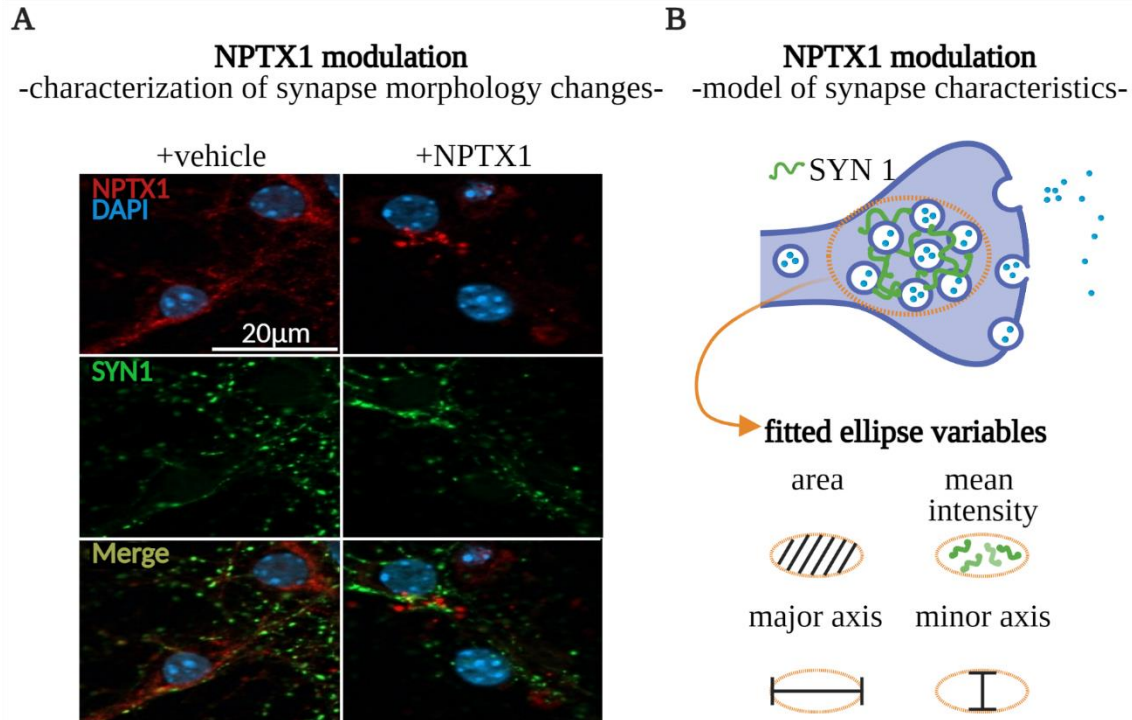 A
NPTX1 modulation
-characterization of synapse morphology changes-
+vehicle
+NPTX1
NPTX1
DAPI
20µm
SYN1
Merge
B
NPTX1 modulation
-model of synapse characteristics-
SYN 1
fitted ellipse variables
area
mean
intensity
major axis
minor axis